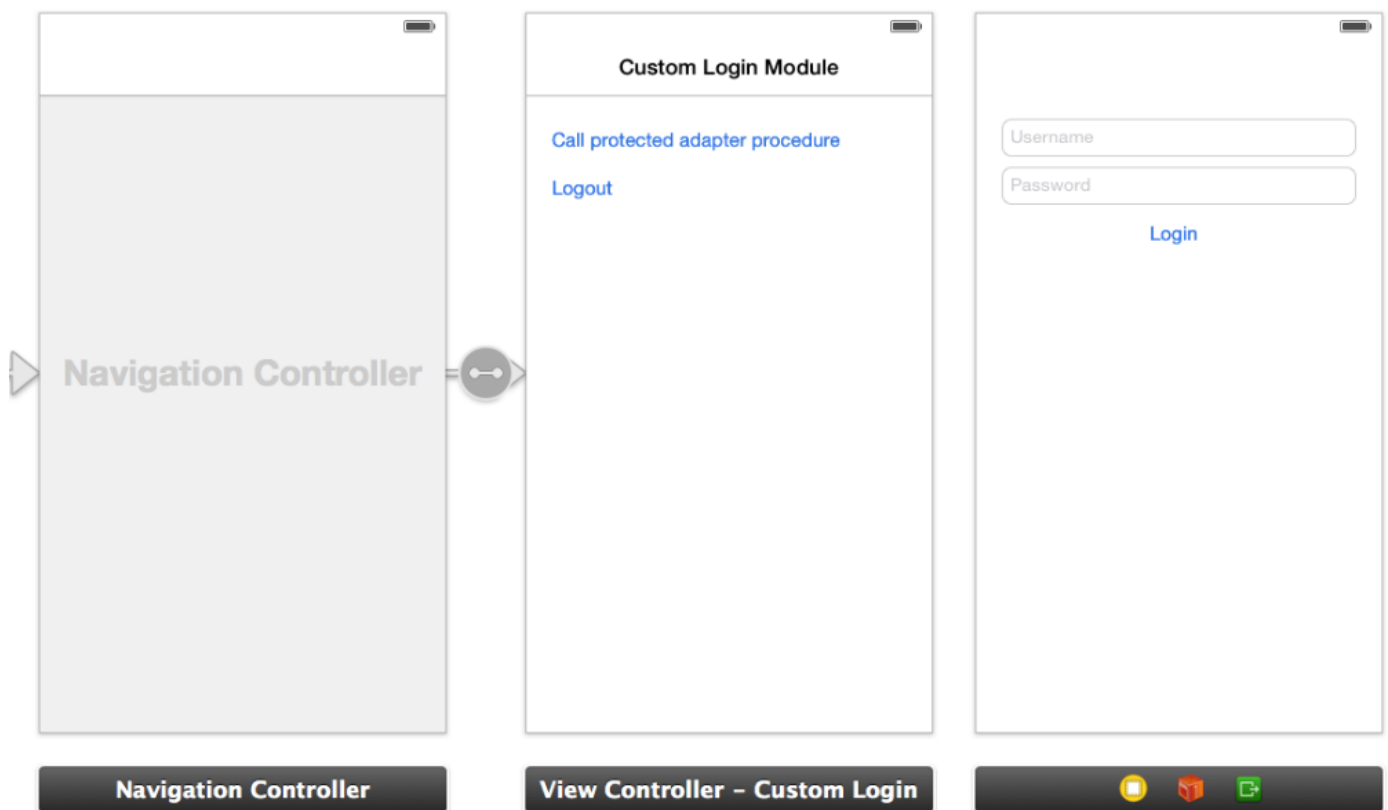 Custom Login Module
Call protected adapter procedure
Logout
Username
Password
Login
Navigation Controller
Navigation Controller
View Controller – Custom Login